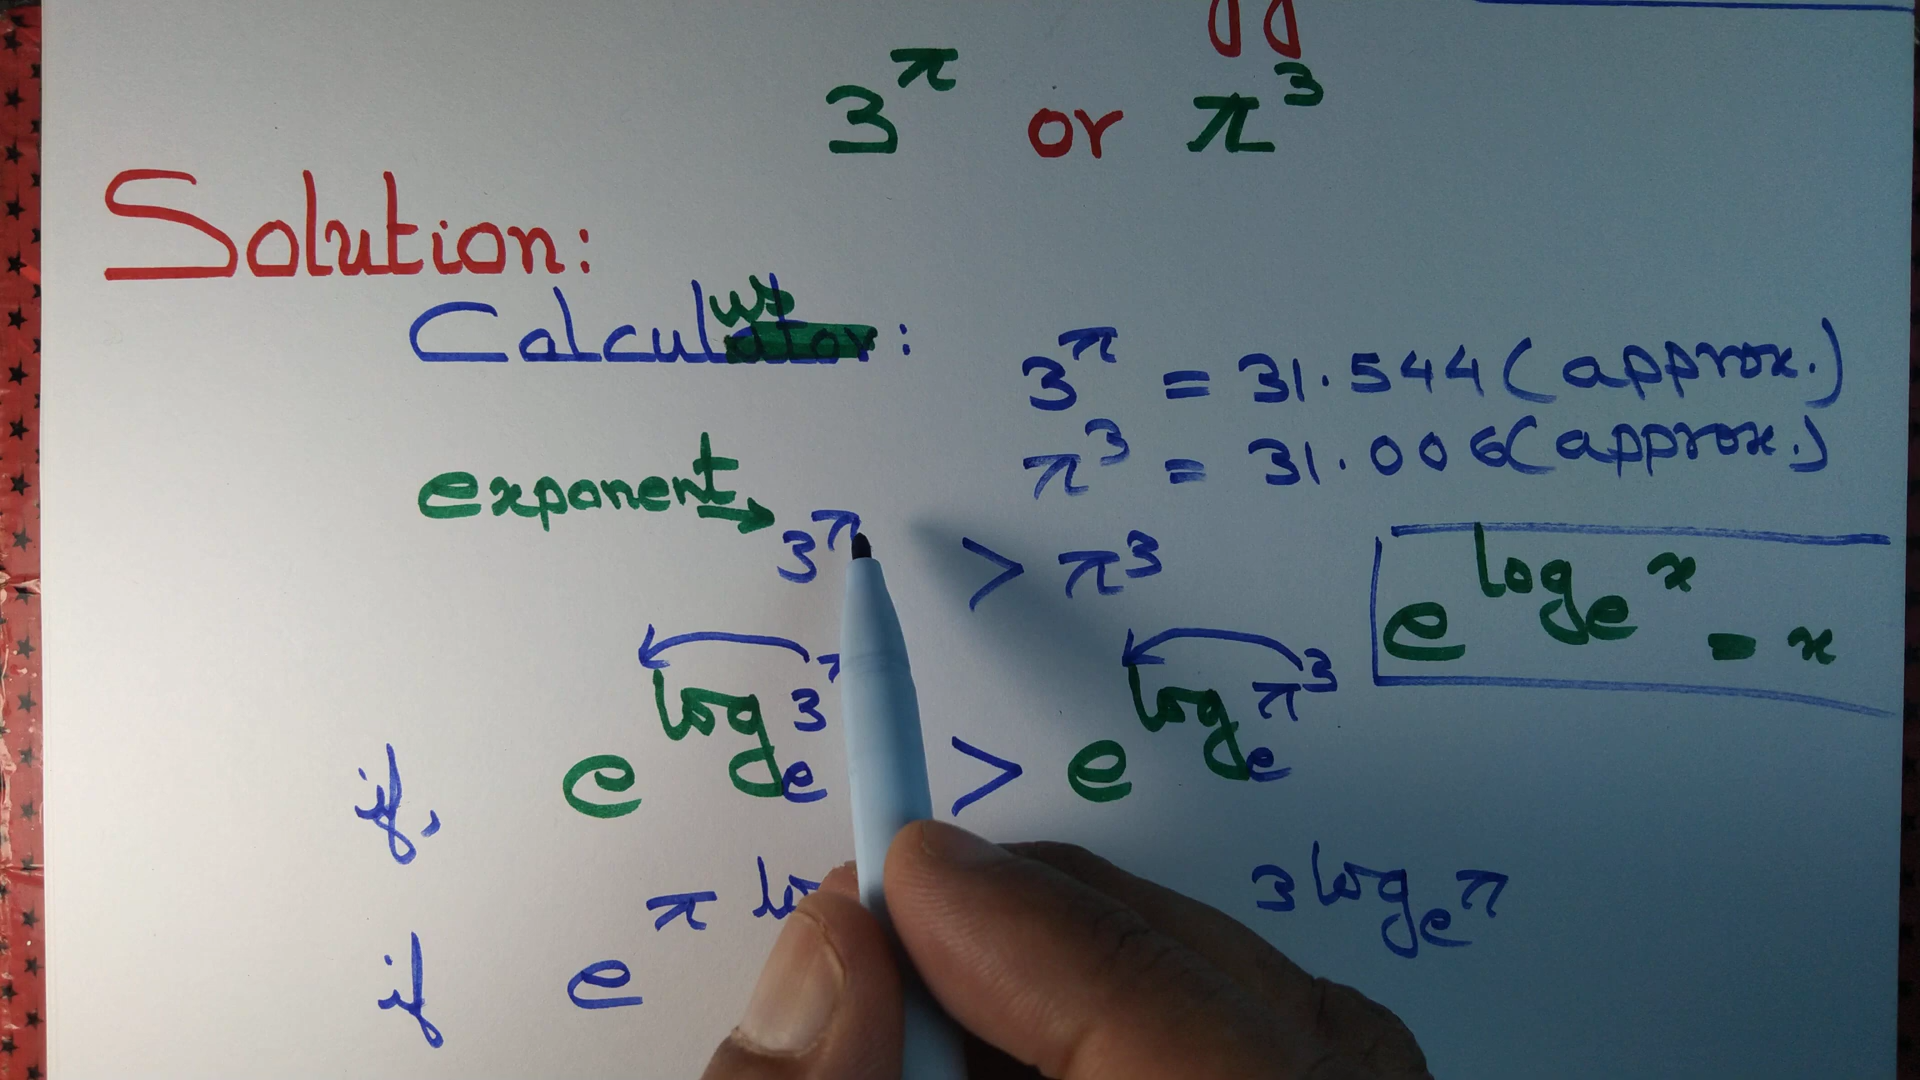 3^π or π^3
Solution:
Calculus:
3^π = 31.544 (approx.)
π^3 = 31.006 (approx.)
exponent →
3^π > π^3
e^{log_e x} = x
if, e^{log_e 3^π} > e^{log_e π^3}
if e^π 3 log_e π